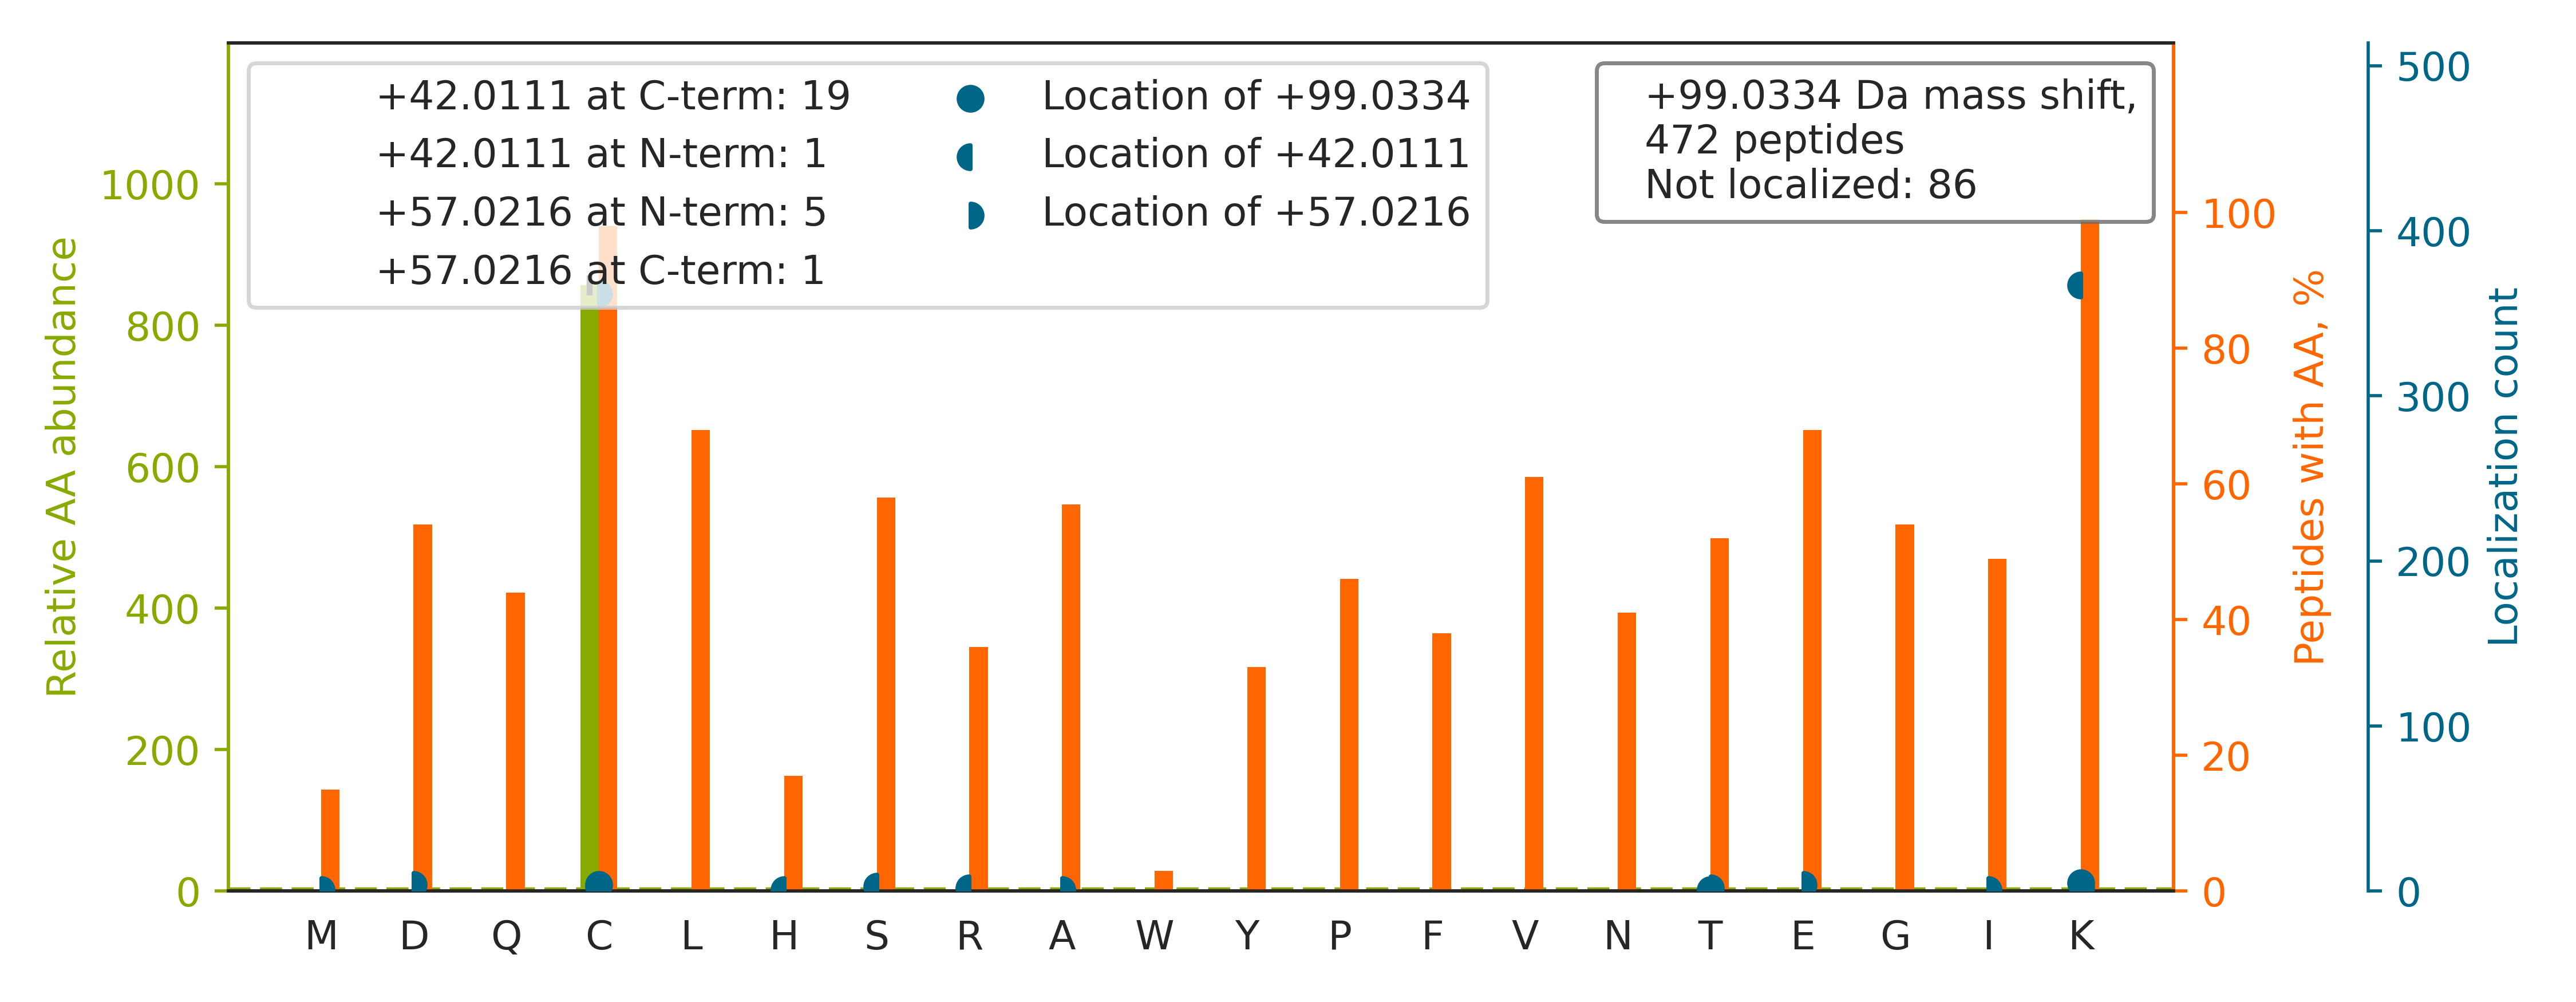 +42.0111 at C-term: 19
+42.0111 at N-term: 1
+57.0216 at N-term: 5
+57.0216 at C-term: 1
Location of +99.0334
Location of +42.0111
Location of +57.0216
+99.0334 Da mass shift,
472 peptides
Not localized: 86
Relative AA abundance
1000
800
600
400
200
0
M D Q C L H S R A W Y P F V N T E G I K
100
80
60
40
20
0
Peptides with AA, %
500
400
300
200
100
0
Localization count